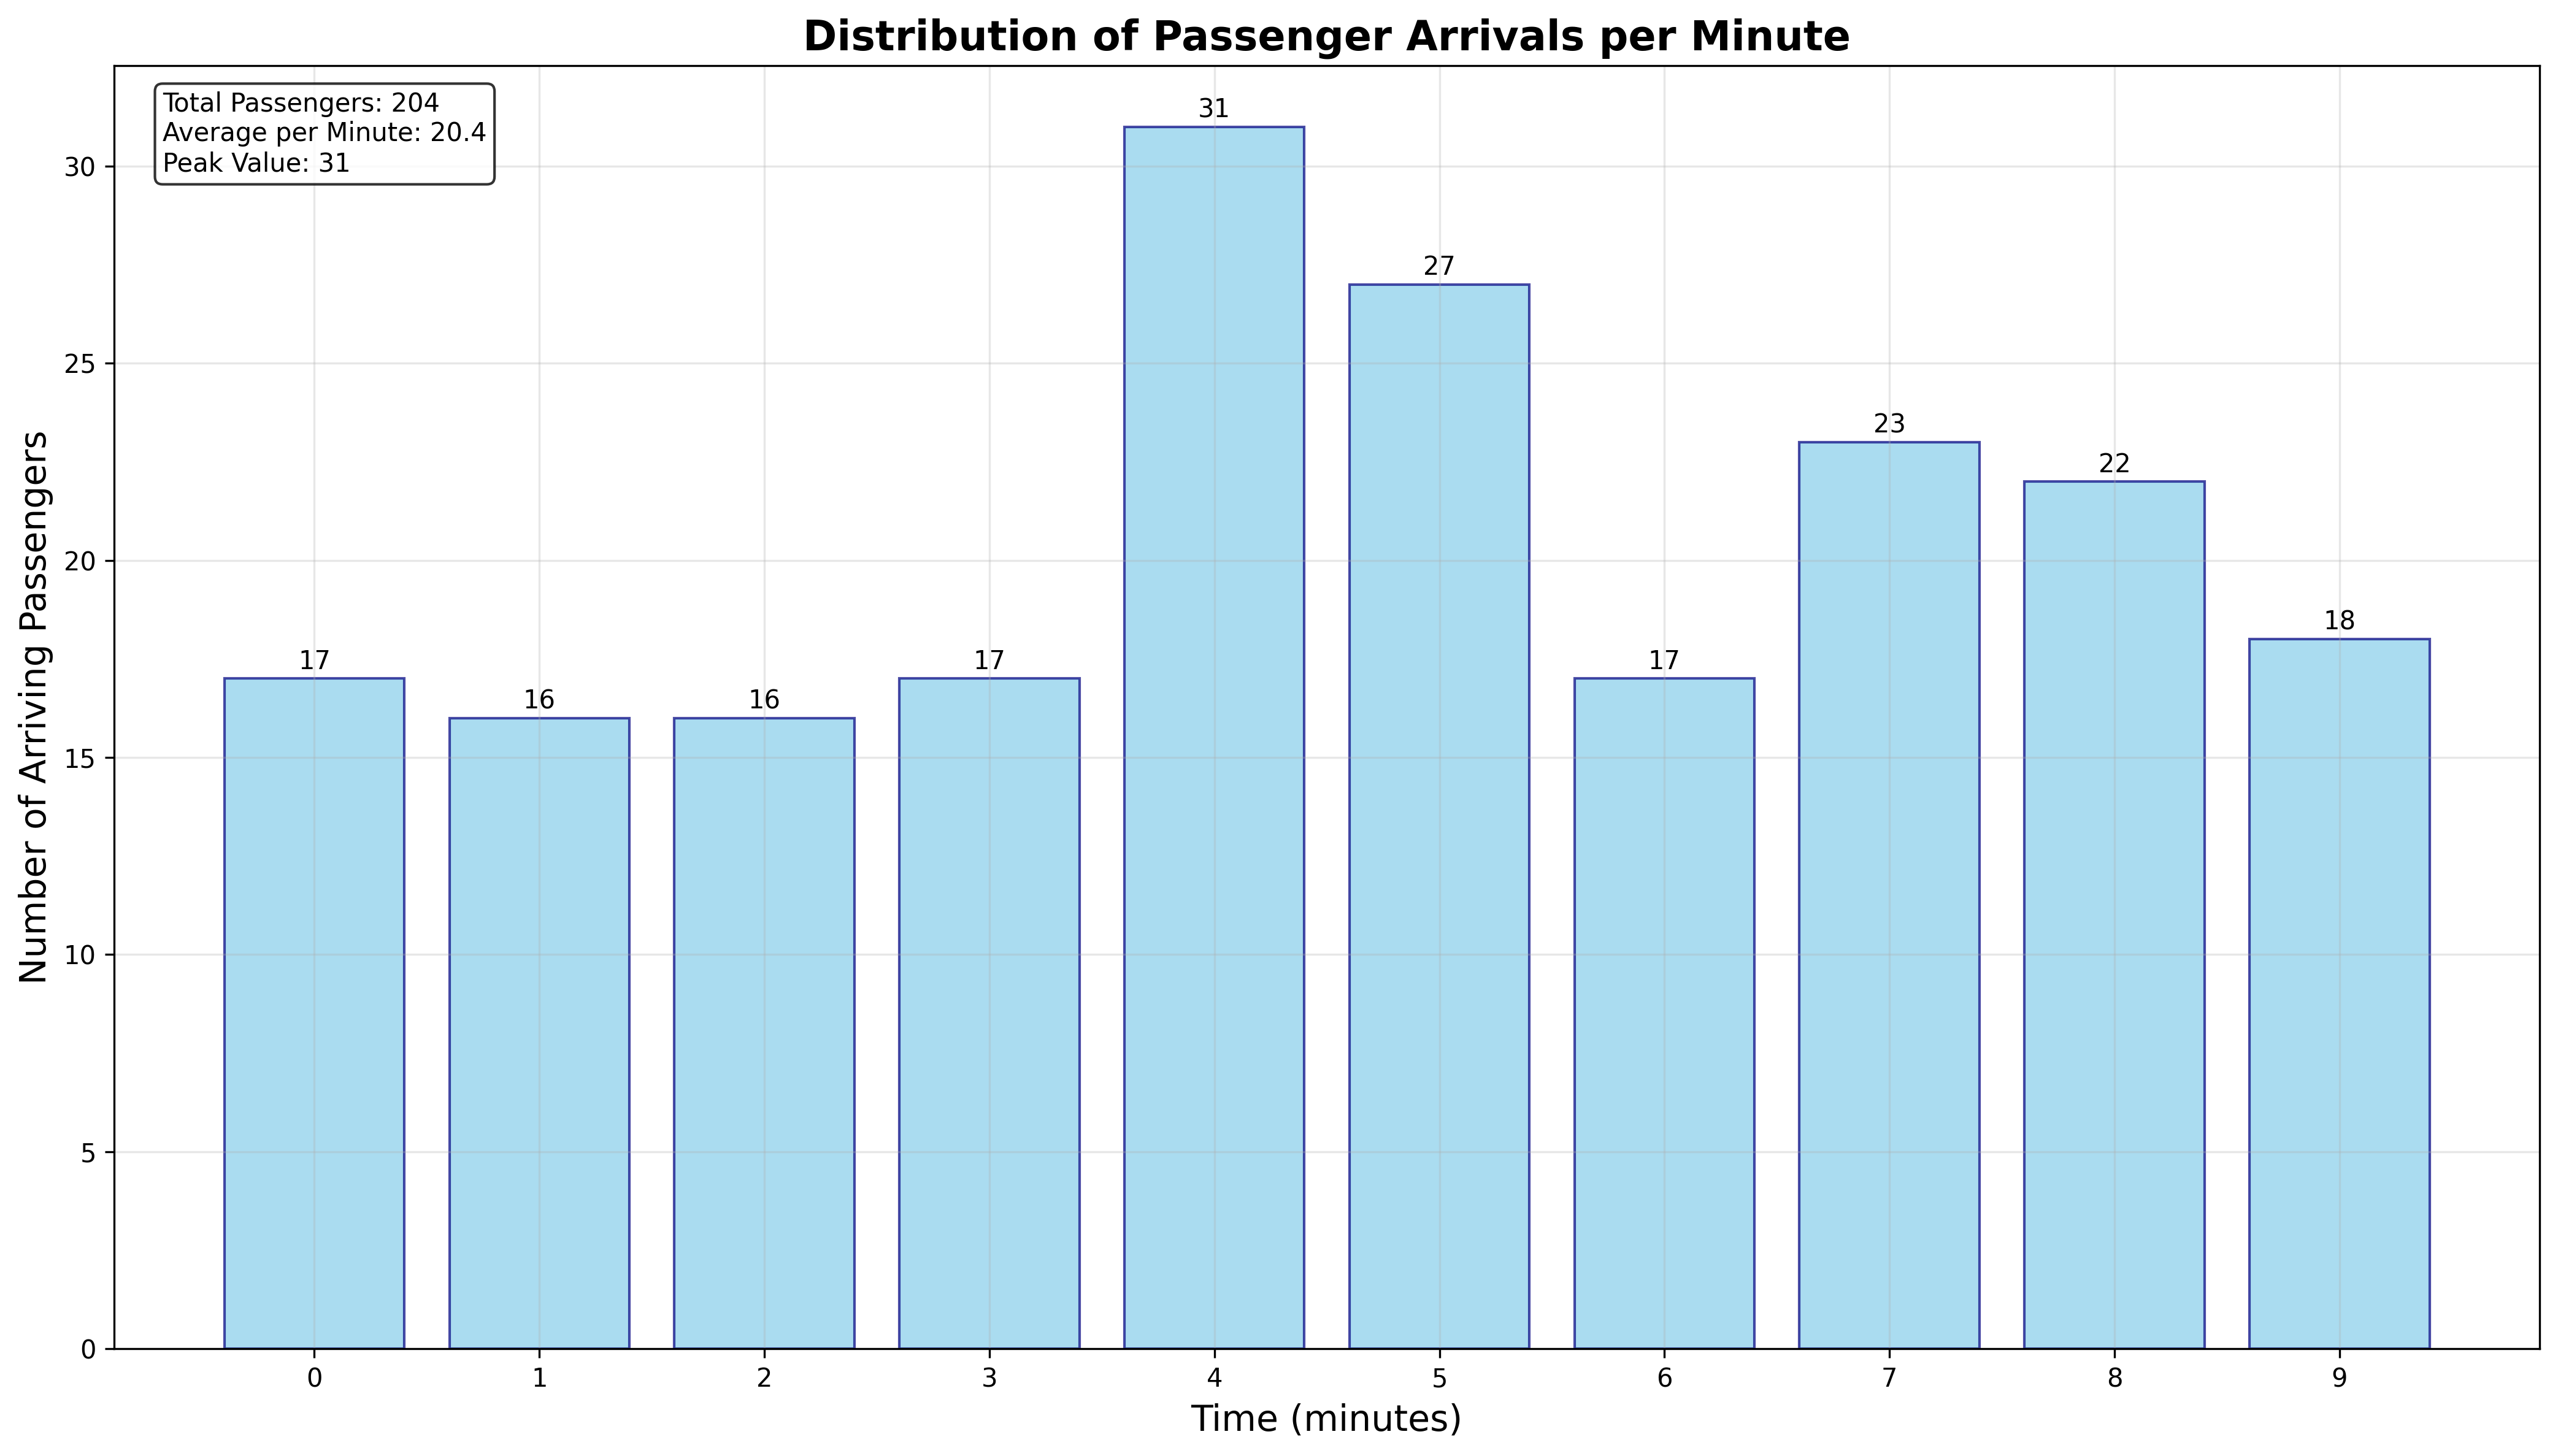 Distribution of Passenger Arrivals per Minute
Total Passengers: 204
Average per Minute: 20.4
Peak Value: 31
Number of Arriving Passengers
30
25
20
15
10
5
0
17
16
16
17
31
27
17
23
22
18
0 1 2 3 4 5 6 7 8 9
Time (minutes)